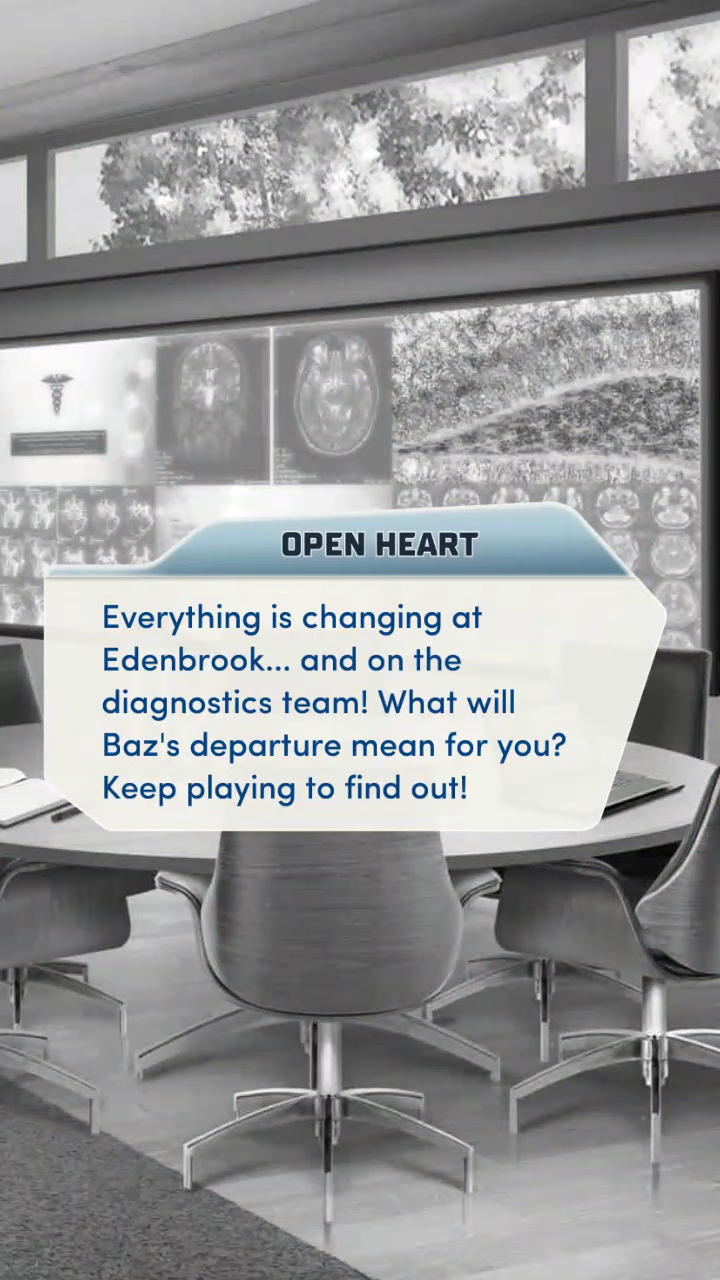 OPEN HEART
Everything is changing at
Edenbrook... and on the
diagnostics team! What will
Baz's departure mean for you?
Keep playing to find out!